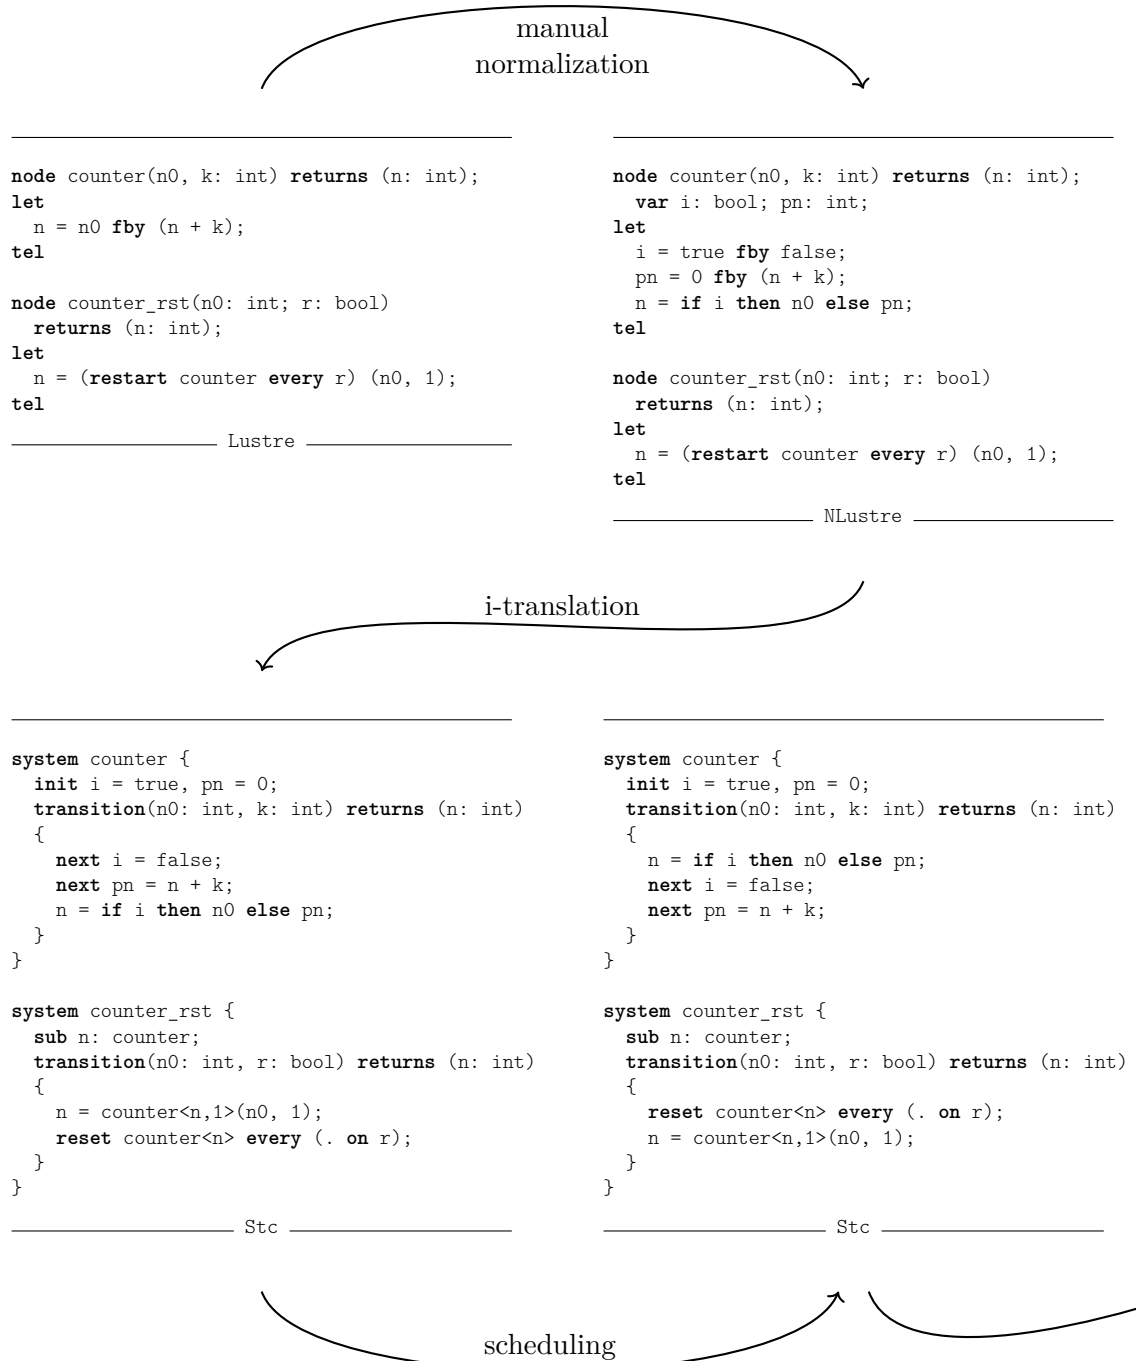 manual
normalization
node counter(n0, k: int) returns (n: int);
let
  n = n0 fby (n + k);
tel
node counter_rst(n0: int; r: bool)
  returns (n: int);
let
  n = (restart counter every r) (n0, 1);
tel
Lustre
node counter(n0, k: int) returns (n: int);
  var i: bool; pn: int;
let
  i = true fby false;
  pn = 0 fby (n + k);
  n = if i then n0 else pn;
tel
node counter_rst(n0: int; r: bool)
  returns (n: int);
let
  n = (restart counter every r) (n0, 1);
tel
NLustre
i-translation
system counter {
  init i = true, pn = 0;
  transition(n0: int, k: int) returns (n: int)
  {
    next i = false;
    next pn = n + k;
    n = if i then n0 else pn;
  }
}
system counter_rst {
  sub n: counter;
  transition(n0: int, r: bool) returns (n: int)
  {
    n = counter<n,1>(n0, 1);
    reset counter<n> every (. on r);
  }
}
Stc
system counter {
  init i = true, pn = 0;
  transition(n0: int, k: int) returns (n: int)
  {
    n = if i then n0 else pn;
    next i = false;
    next pn = n + k;
  }
}
system counter_rst {
  sub n: counter;
  transition(n0: int, r: bool) returns (n: int)
  {
    reset counter<n> every (. on r);
    n = counter<n,1>(n0, 1);
  }
}
Stc
scheduling